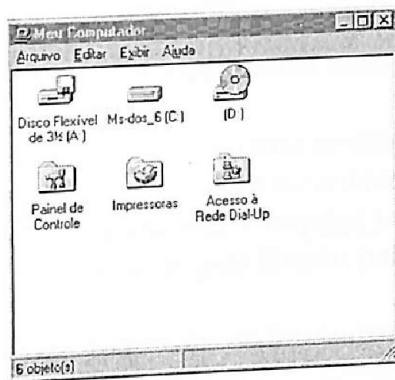 Meu Computador
Arquivo Editar Exibir Ajuda
Disco Flexível
de 3½ (A:)
Ms-dos_6 (C:)
(D:)
Painel de
Controle
Impressoras
Acesso à
Rede Dial-Up
6 objeto(s)